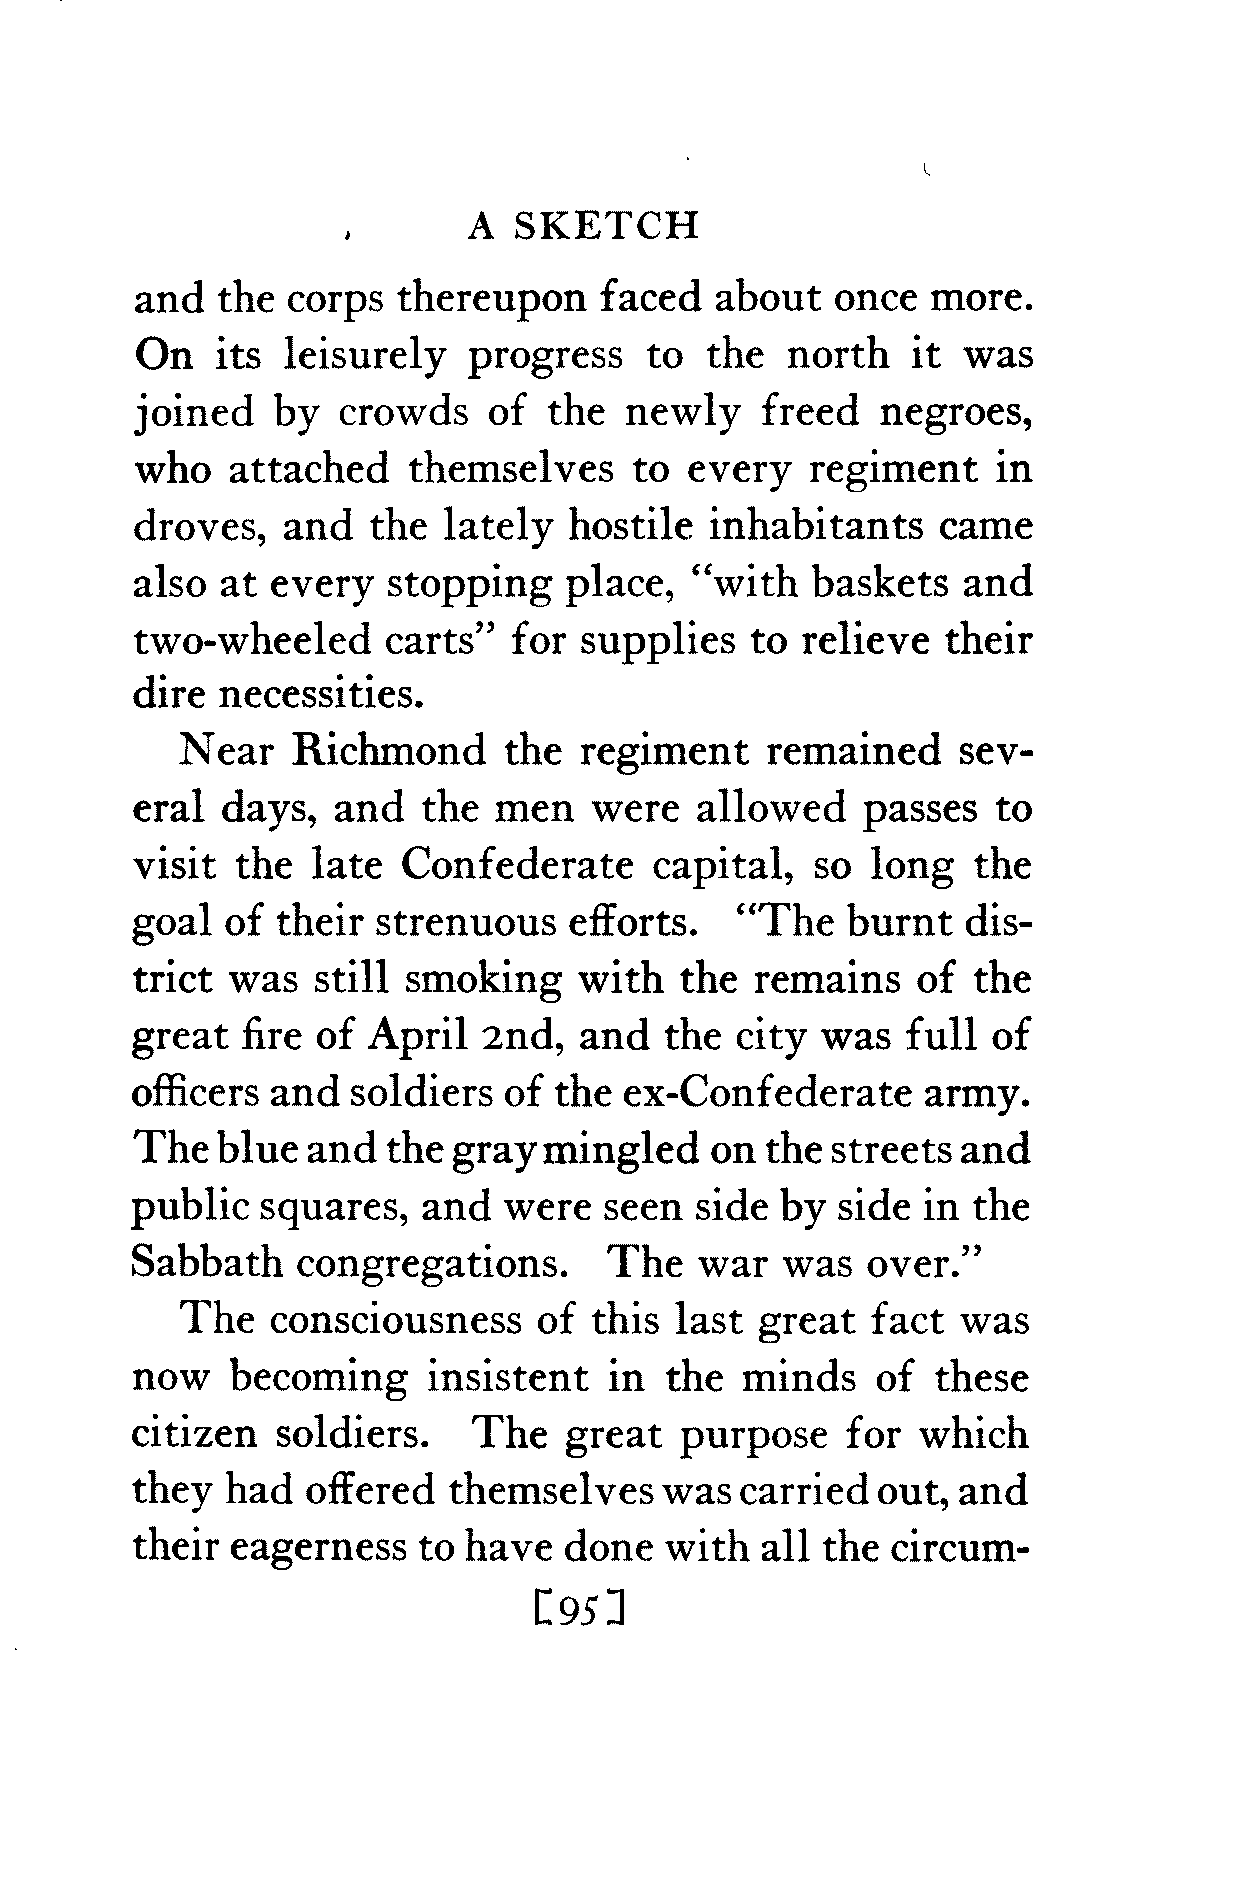 A SKETCH
and the corps thereupon faced about once more.
On its leisurely progress to the north it was
joined by crowds of the newly freed negroes,
who attached themselves to every regiment in
droves, and the lately hostile inhabitants came
also at every stopping place, “with baskets and
two-wheeled carts” for supplies to relieve their
dire necessities.
Near Richmond the regiment remained sev-
eral days, and the men were allowed passes to
visit the late Confederate capital, so long the
goal of their strenuous efforts. “The burnt dis-
trict was still smoking with the remains of the
great fire of April 2nd, and the city was full of
officers and soldiers of the ex-Confederate army.
The blue and the gray mingled on the streets and
public squares, and were seen side by side in the
Sabbath congregations. The war was over.”
The consciousness of this last great fact was
now becoming insistent in the minds of these
citizen soldiers. The great purpose for which
they had offered themselves was carried out, and
their eagerness to have done with all the circum-
[95]